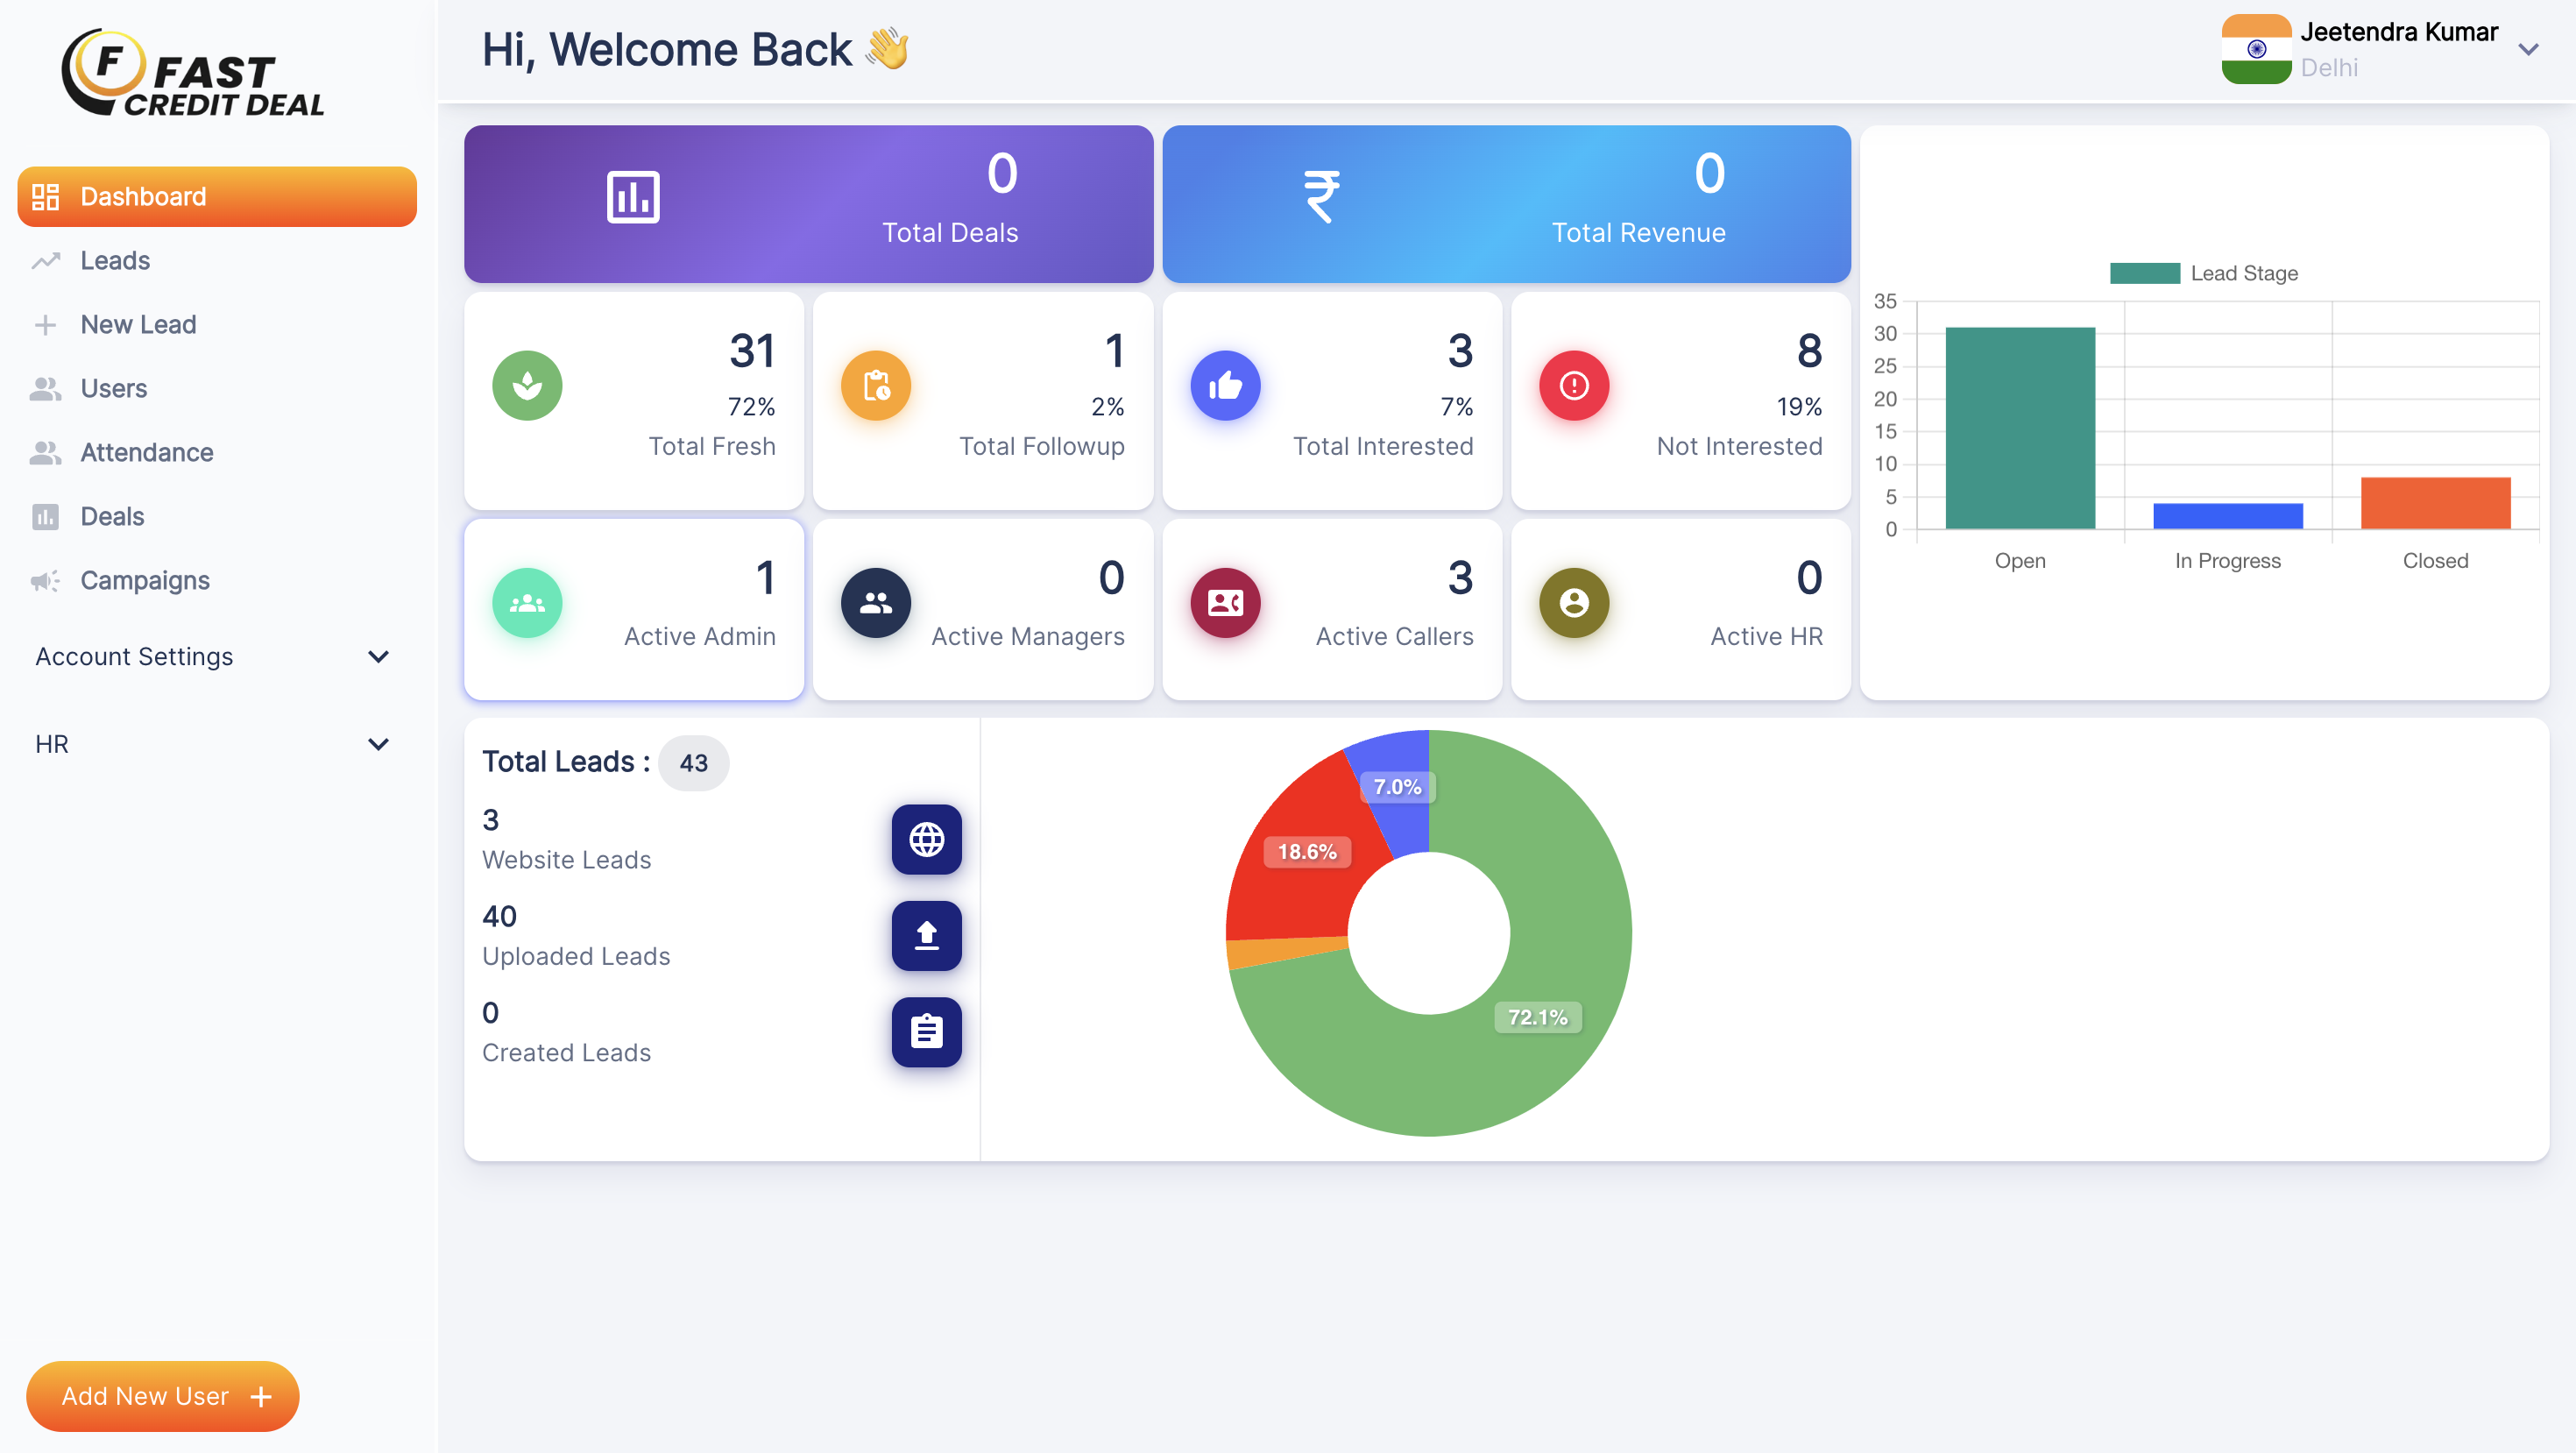 F FAST
CREDIT DEAL
Dashboard
Leads
New Lead
Users
Attendance
Deals
Campaigns
Account Settings
HR
Add New User +
Hi, Welcome Back 👋
Jeetendra Kumar
Delhi
0
Total Deals
₹
0
Total Revenue
31
72%
Total Fresh
1
2%
Total Followup
3
7%
Total Interested
8
19%
Not Interested
1
Active Admin
0
Active Managers
3
Active Callers
0
Active HR
Lead Stage
35
30
25
20
15
10
5
0
Open
In Progress
Closed
Total Leads : 43
3
Website Leads
40
Uploaded Leads
0
Created Leads
7.0%
18.6%
72.1%